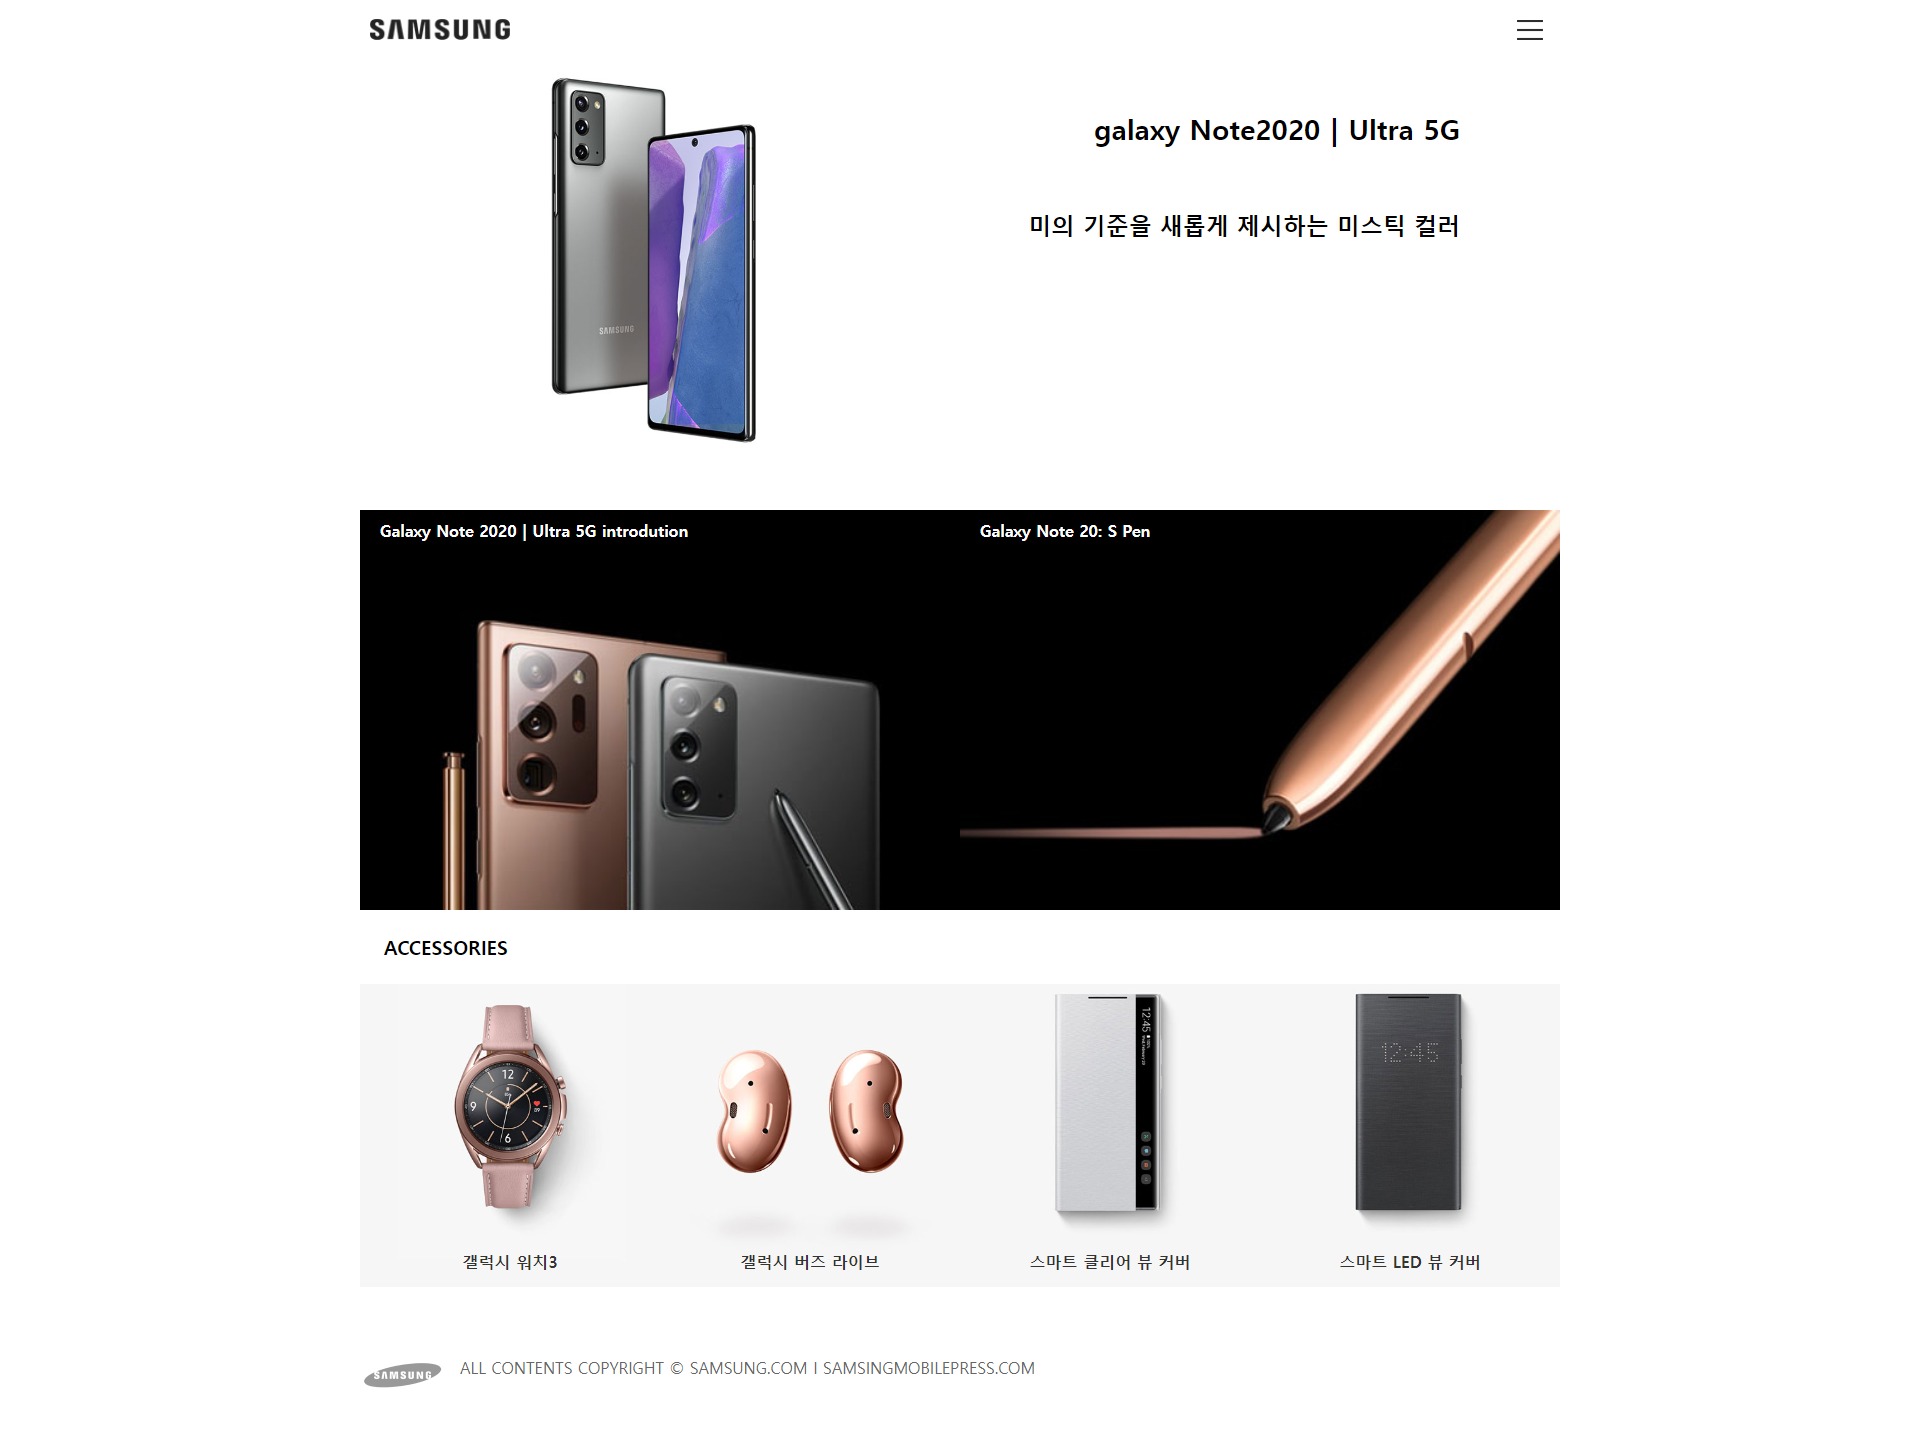 SAMSUNG
galaxy Note2020 | Ultra 5G
미의 기준을 새롭게 제시하는 미스틱 컬러
SAMSUNG
Galaxy Note 2020 | Ultra 5G introdution
Galaxy Note 20: S Pen
ACCESSORIES
12
9
6
12:45
12:45
갤럭시 워치3
갤럭시 버즈 라이브
스마트 클리어 뷰 커버
스마트 LED 뷰 커버
SAMSUNG
ALL CONTENTS COPYRIGHT © SAMSUNG.COM I SAMSINGMOBILEPRESS.COM